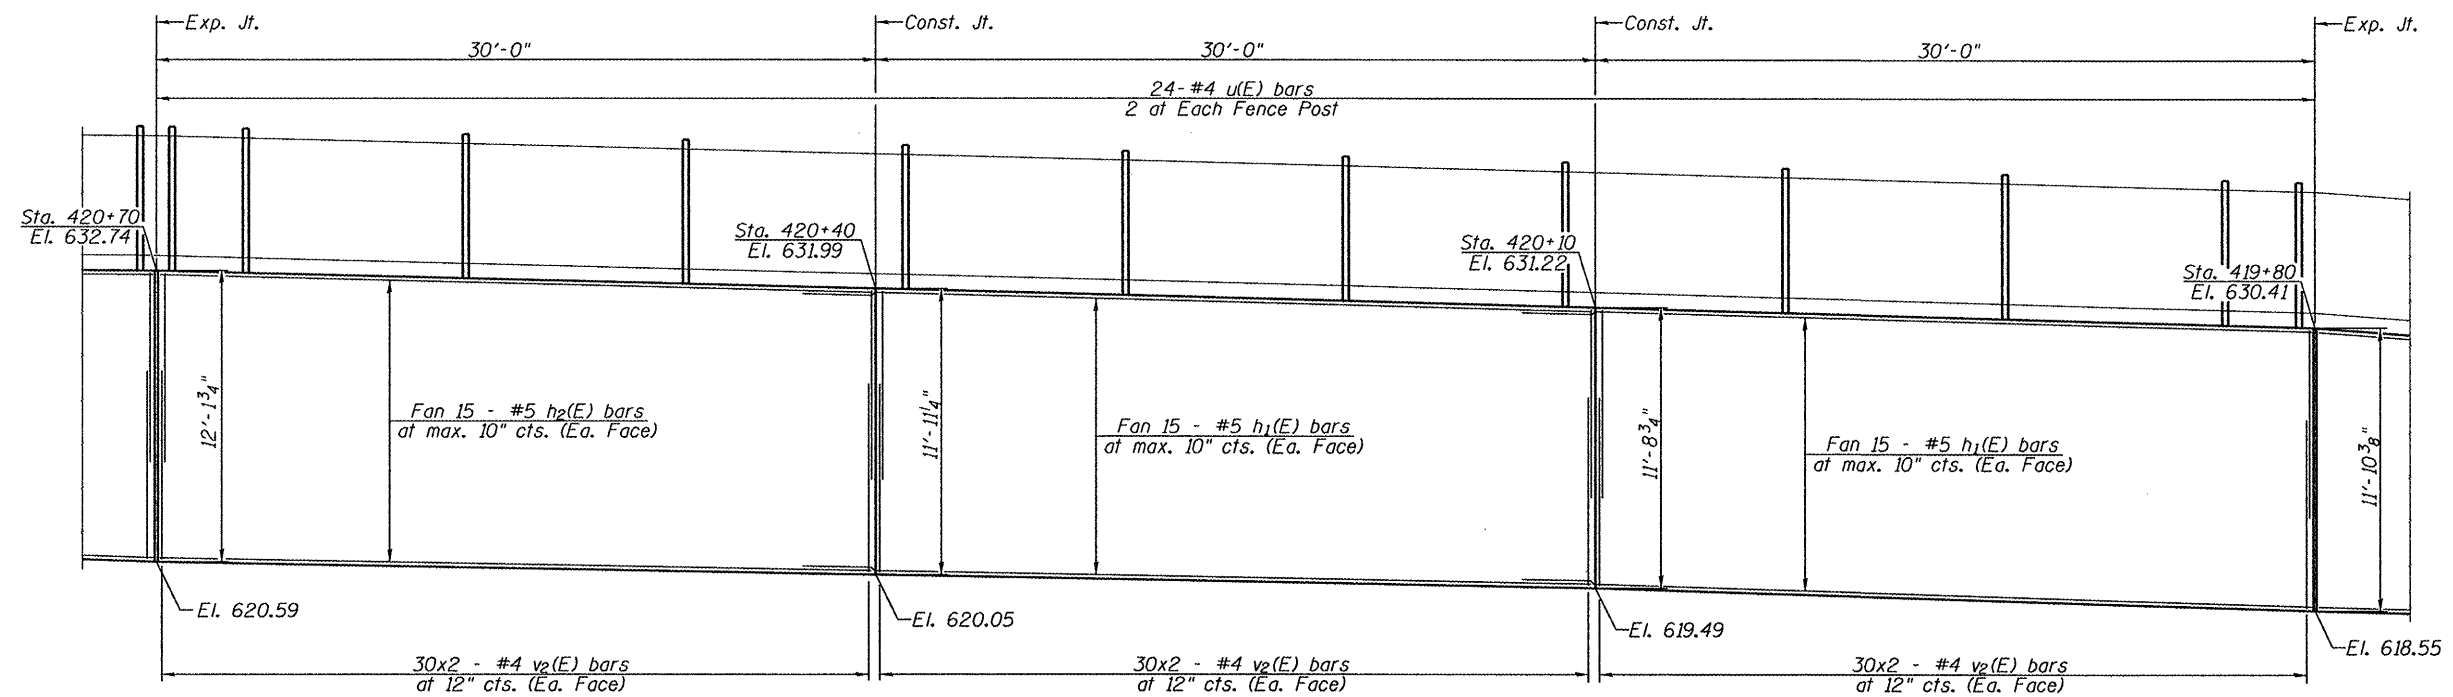 Exp. Jt.
Const. Jt.
Const. Jt.
Exp. Jt.
30'-0"
30'-0"
30'-0"
24- #4 u(E) bars
2 at Each Fence Post
Sta. 420+70
El. 632.74
Sta. 420+40
El. 631.99
Sta. 420+10
El. 631.22
Sta. 419+80
El. 630.41
12'-1¾"
Fan 15 - #5 h₂(E) bars
at max. 10" cts. (Ea. Face)
11'-11¼"
Fan 15 - #5 h₁(E) bars
at max. 10" cts. (Ea. Face)
11'-8¾"
Fan 15 - #5 h₁(E) bars
at max. 10" cts. (Ea. Face)
11'-10⅜"
El. 620.59
El. 620.05
El. 619.49
El. 618.55
30x2 - #4 v₂(E) bars
at 12" cts. (Ea. Face)
30x2 - #4 v₂(E) bars
at 12" cts. (Ea. Face)
30x2 - #4 v₂(E) bars
at 12" cts. (Ea. Face)